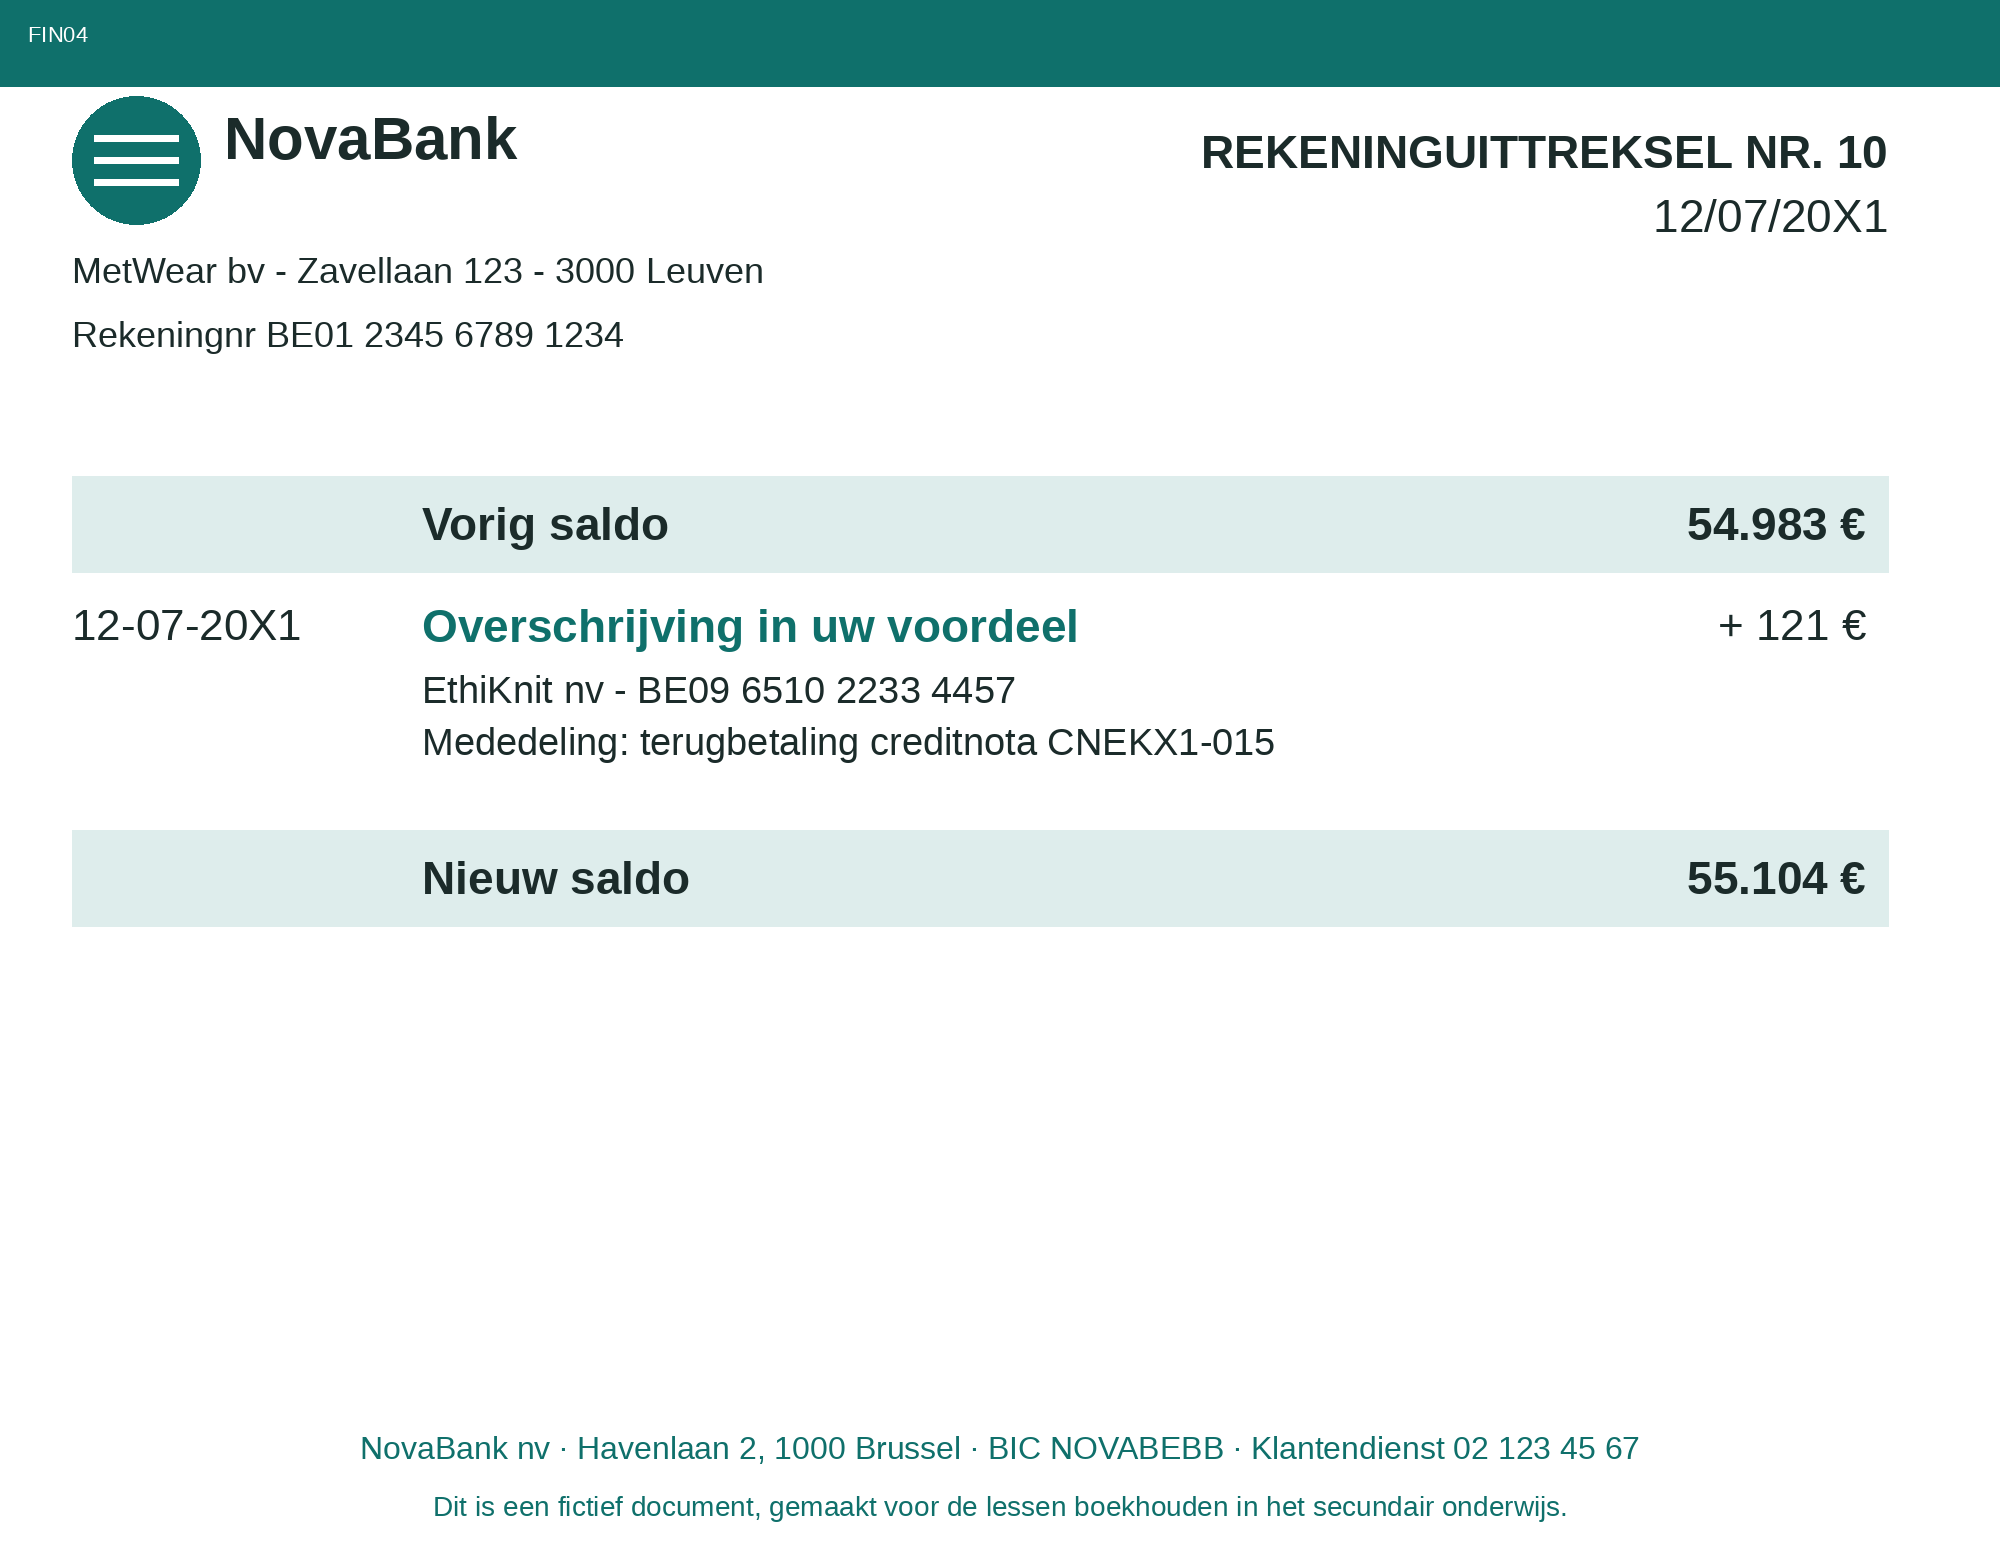 FIN04
NovaBank
REKENINGUITTREKSEL NR. 10
12/07/20X1
MetWear bv - Zavellaan 123 - 3000 Leuven
Rekeningnr BE01 2345 6789 1234
Vorig saldo 54.983 €
12-07-20X1 Overschrijving in uw voordeel + 121 €
EthiKnit nv - BE09 6510 2233 4457
Mededeling: terugbetaling creditnota CNEKX1-015
Nieuw saldo 55.104 €
NovaBank nv · Havenlaan 2, 1000 Brussel · BIC NOVABEBB · Klantendienst 02 123 45 67
Dit is een fictief document, gemaakt voor de lessen boekhouden in het secundair onderwijs.